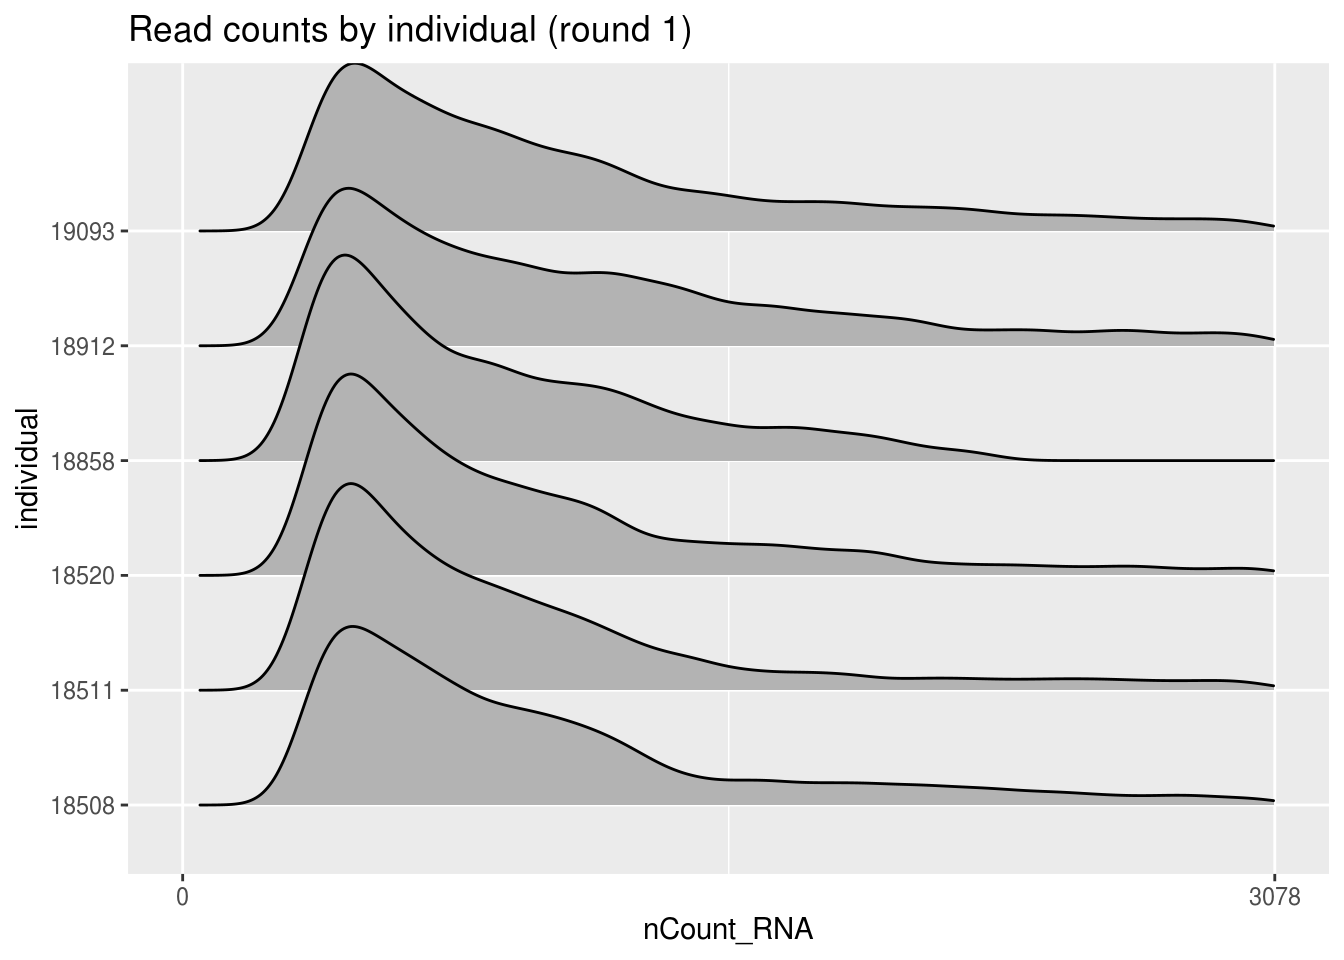 Read counts by individual (round 1)
individual
19093
18912
18858
18520
18511
18508
0
3078
nCount_RNA